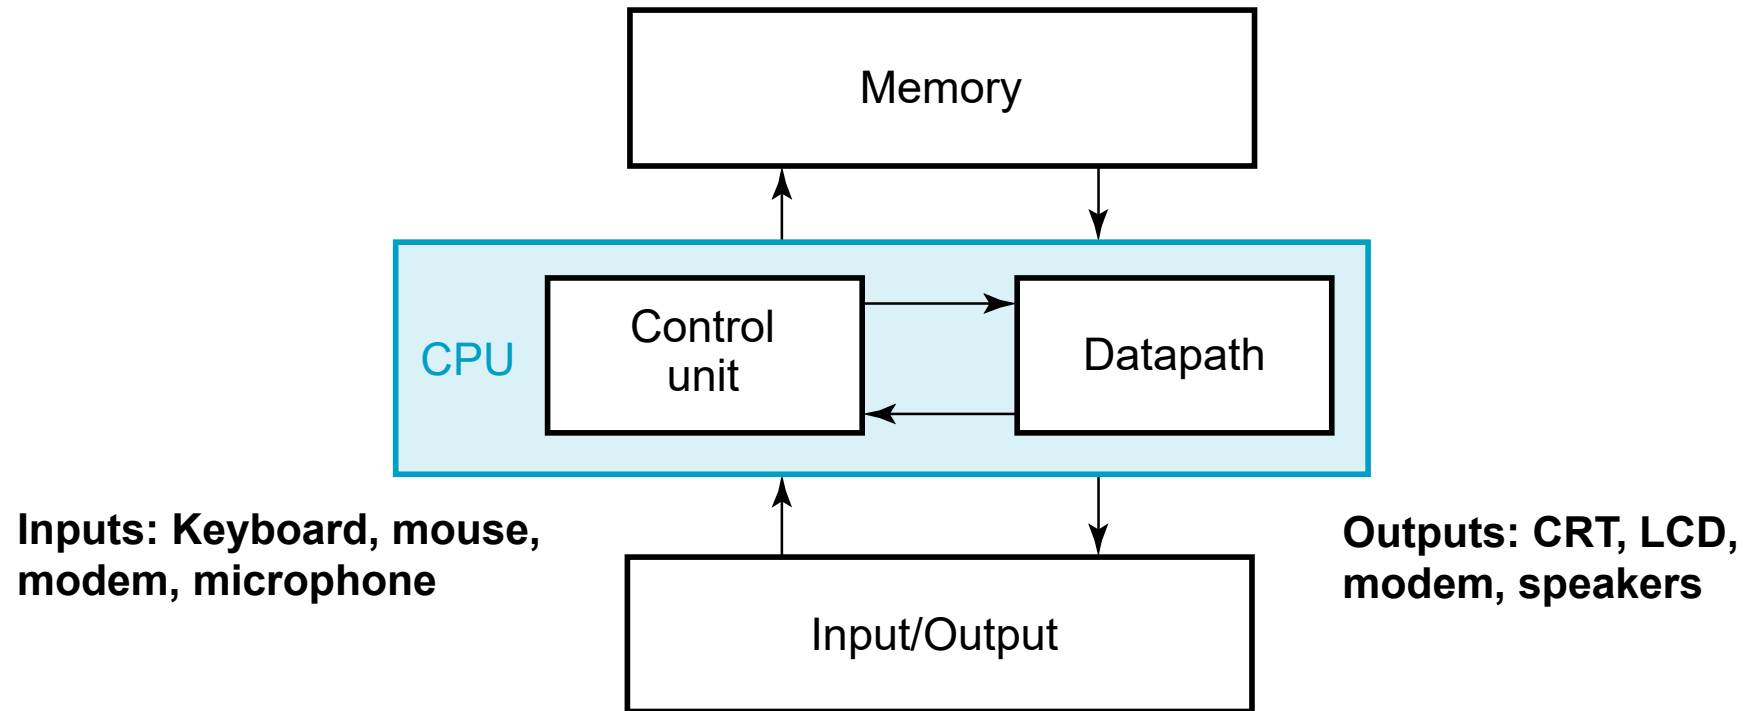 Memory
Control
unit
CPU
Datapath
Inputs: Keyboard, mouse,
modem, microphone
Outputs: CRT, LCD,
modem, speakers
Input/Output